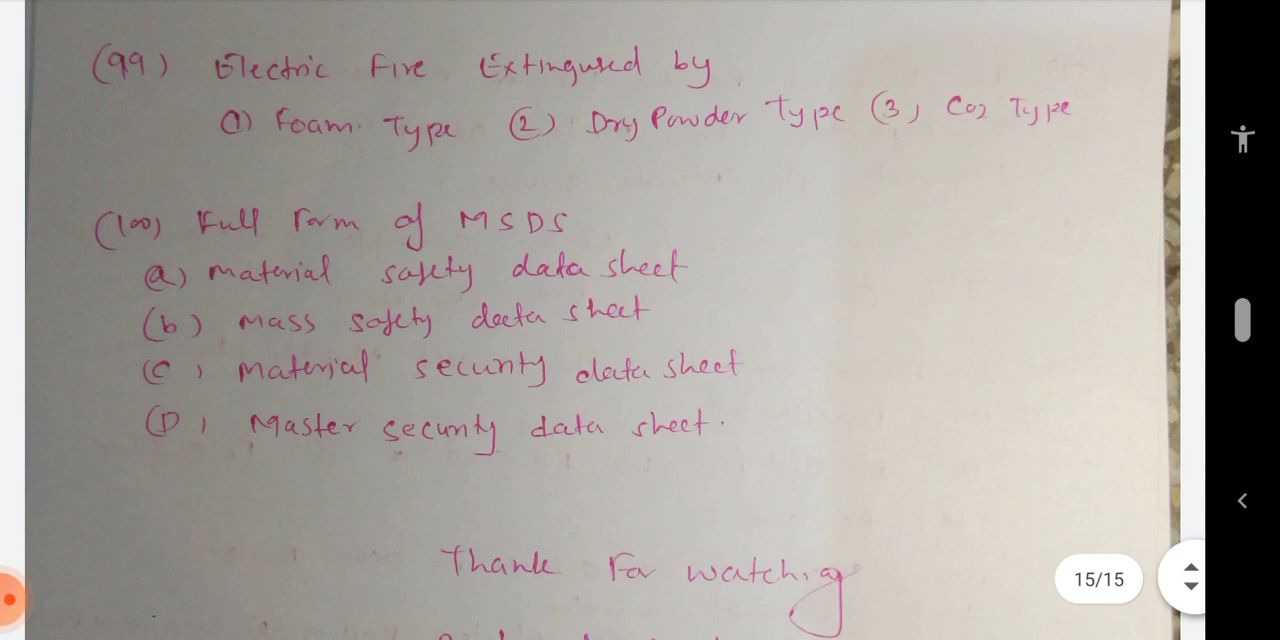 (99) Electric Fire Extingured by
(1) Foam Type (2) Dry Powder Type (3) Co2 Type
(100) Full Form of MSDS
(a) material safety data sheet
(b) mass safety deeta sheet
(C) material security data sheet
(D) Master security data sheet.
Thank For watching
15/15